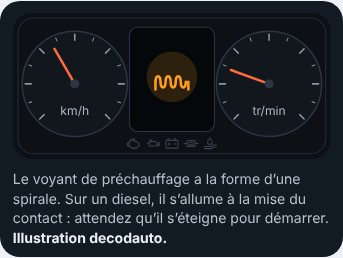 km/h
tr/min
Le voyant de préchauffage a la forme d’une
spirale. Sur un diesel, il s’allume à la mise du
contact : attendez qu’il s’éteigne pour démarrer.
Illustration decodauto.